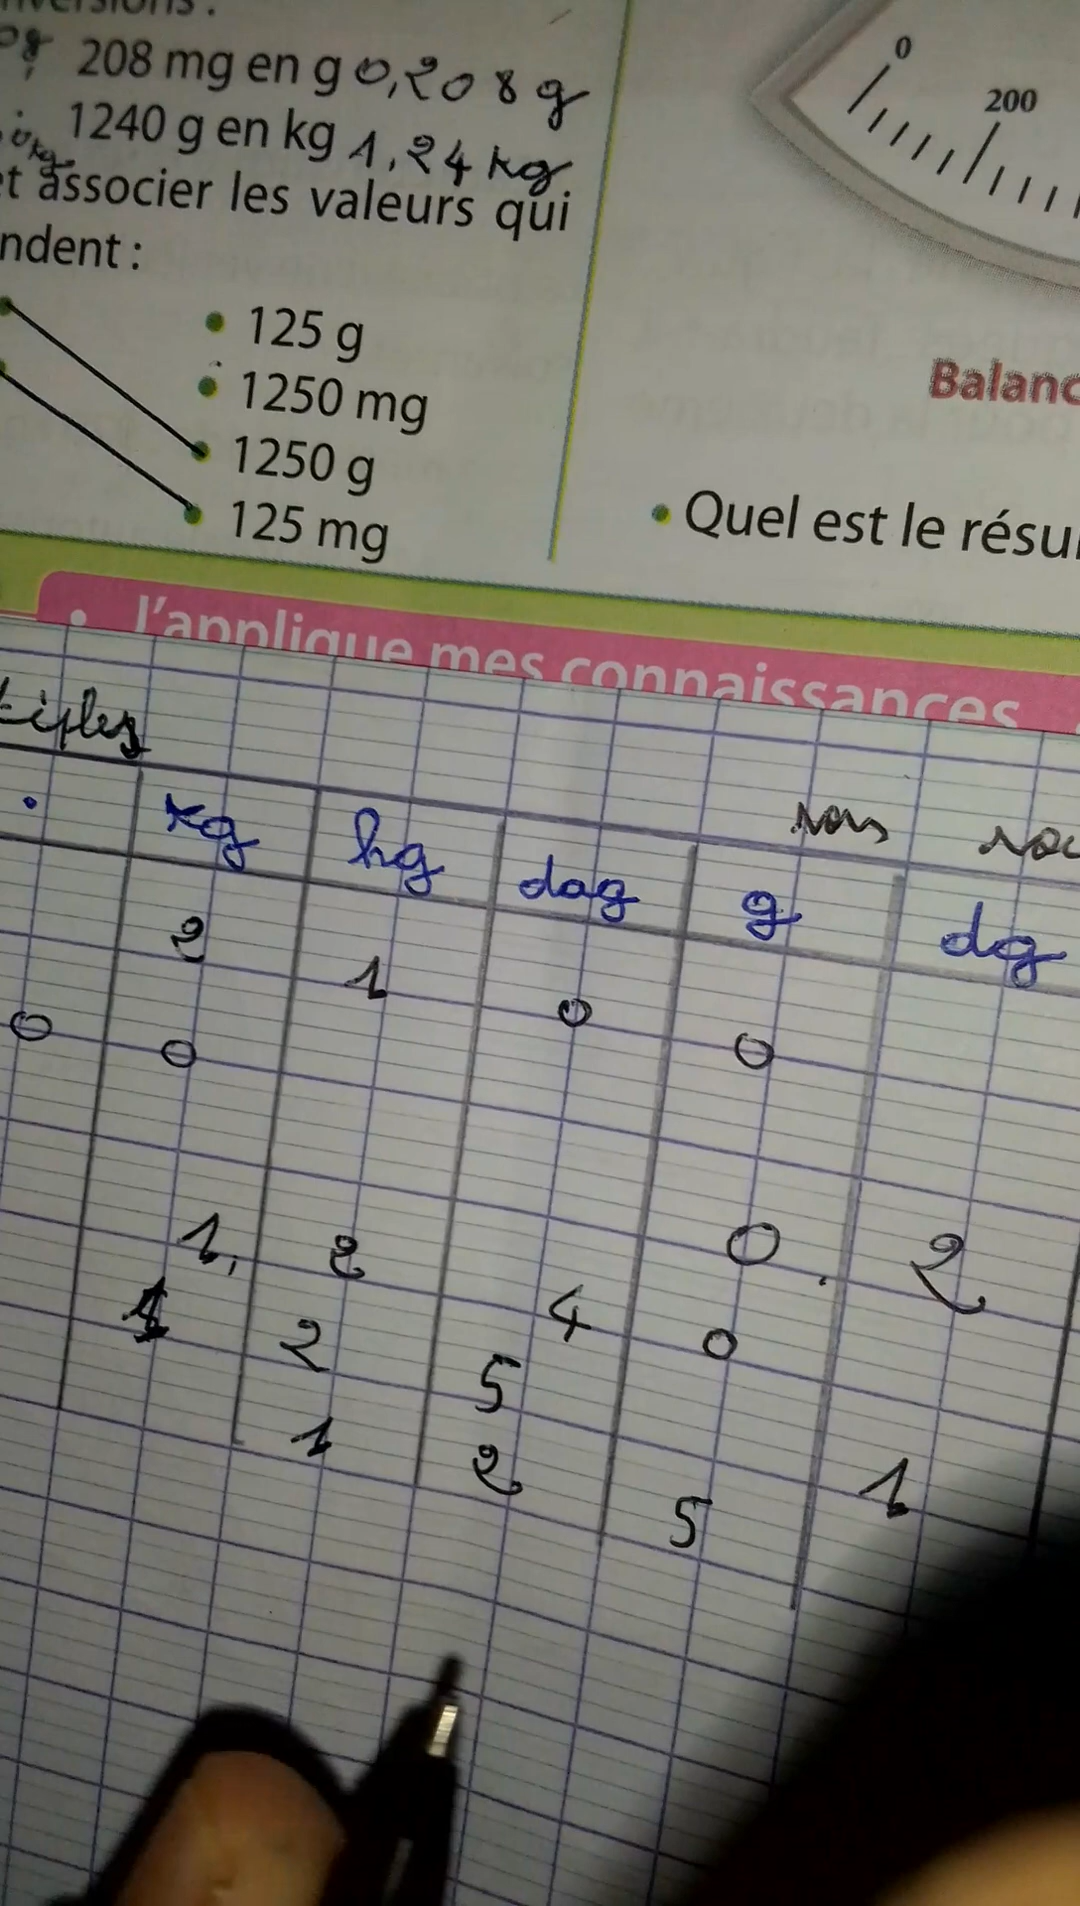 208 mg en g 0,208 g
1240 g en kg 1,24 kg
associer les valeurs qui
ndent :
• 125 g
• 1250 mg
• 1250 g
• 125 mg
0
200
Balanc
• Quel est le résu
• J'applique mes connaissances
tiples
kg hg dag g dg
2 1 0 0
0 0
0, 2
1, 2 4 0
1 2 5
1 2 5 1